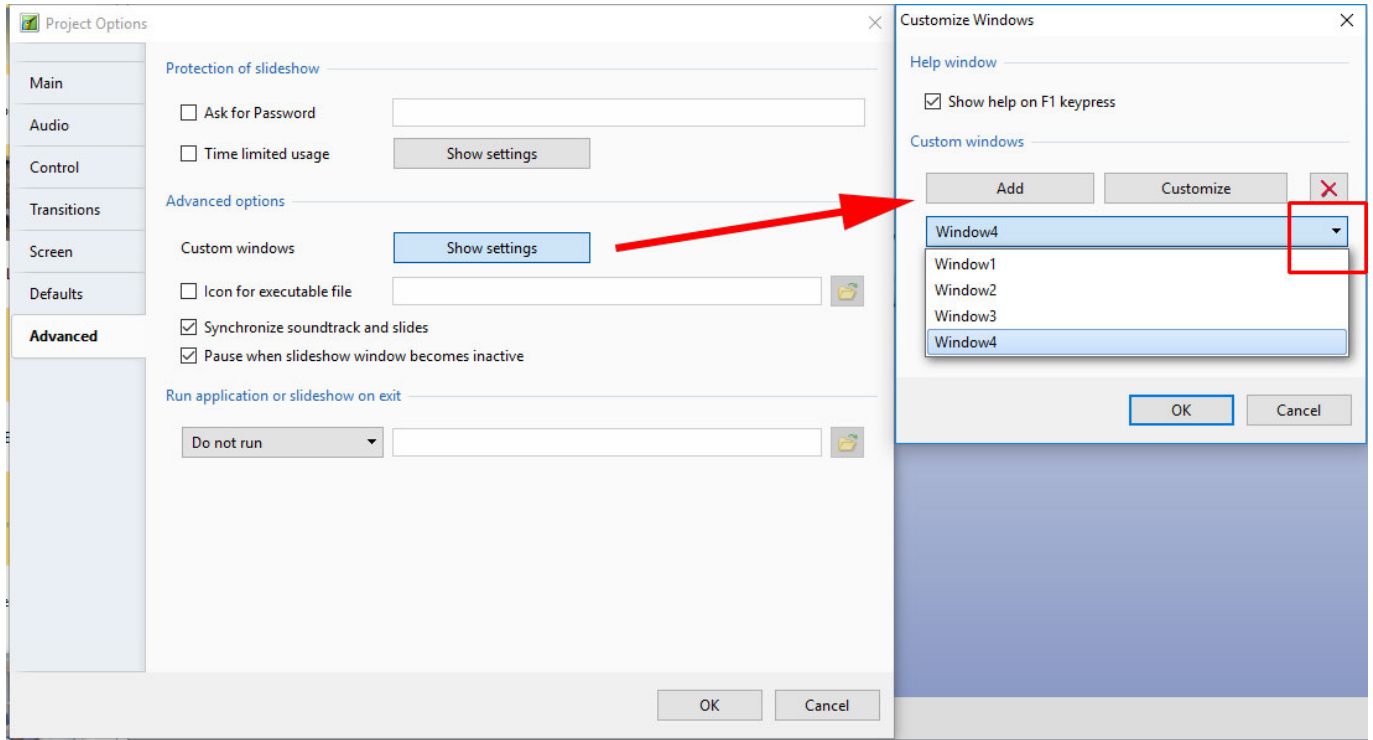 Project Options
Main
Audio
Control
Transitions
Screen
Defaults
Advanced
Protection of slideshow
Ask for Password
Time limited usage
Show settings
Advanced options
Custom windows
Show settings
Icon for executable file
Synchronize soundtrack and slides
Pause when slideshow window becomes inactive
Run application or slideshow on exit
Do not run
OK
Cancel
Customize Windows
Help window
Show help on F1 keypress
Custom windows
Add
Customize
Window4
Window1
Window2
Window3
Window4
OK
Cancel